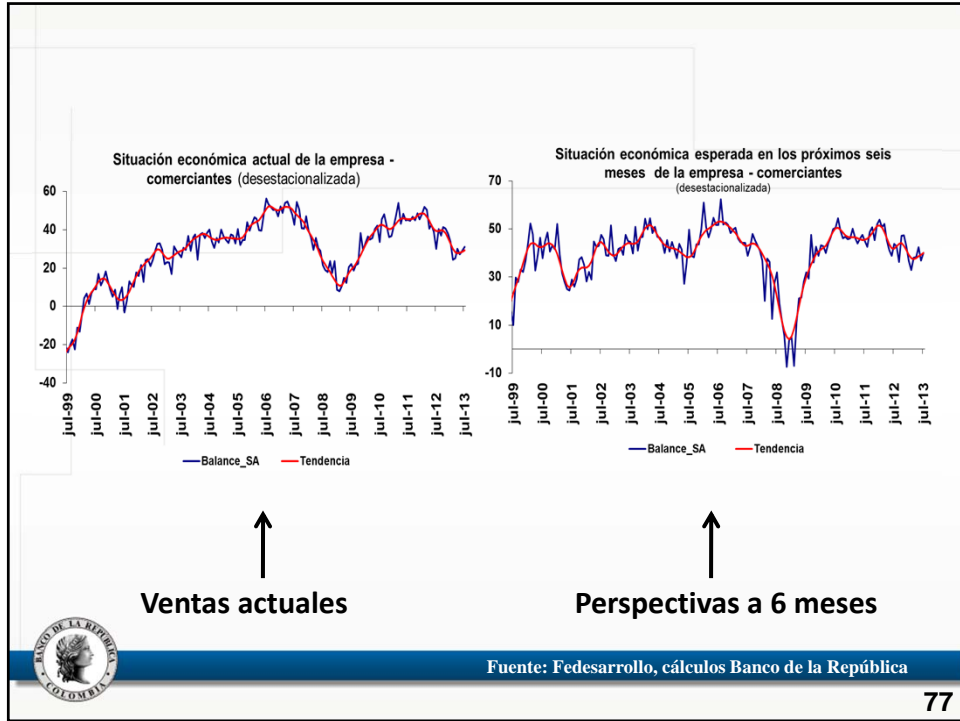 Situación económica actual de la empresa -
comerciantes (desestacionalizada)
60
40
20
0
-20
-40
jul-99
jul-00
jul-01
jul-02
jul-03
jul-04
jul-05
jul-06
jul-07
jul-08
jul-09
jul-10
jul-11
jul-12
jul-13
Balance_SA
Tendencia
Situación económica esperada en los próximos seis
meses de la empresa - comerciantes
(desestacionalizada)
70
50
30
10
-10
jul-99
jul-00
jul-01
jul-02
jul-03
jul-04
jul-05
jul-06
jul-07
jul-08
jul-09
jul-10
jul-11
jul-12
jul-13
Balance_SA
Tendencia
Ventas actuales
Perspectivas a 6 meses
BANCO DE LA REPÚBLICA
COLOMBIA
Fuente: Fedesarrollo, cálculos Banco de la República
77